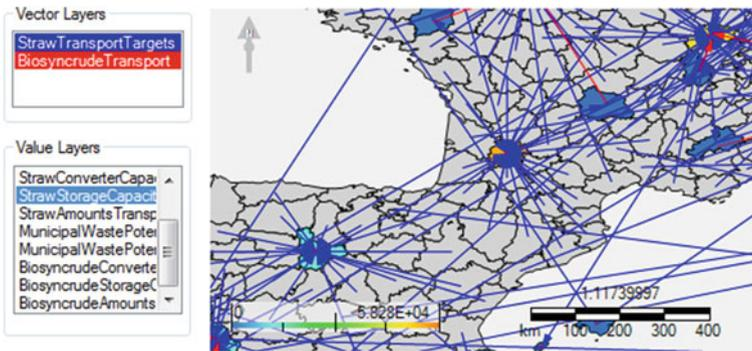 Vector Layers
StrawTransportTargets
BiosyncrudeTransport
Value Layers
StrawConverterCapa
StrawStorageCapacit
StrawAmountsTransp
MunicipalWastePoter
MunicipalWastePoter
BiosyncrudeConverte
BiosyncrudeStorageC
BiosyncrudeAmounts
N
0 5.828E+04
1.11739997
km 100 200 300 400